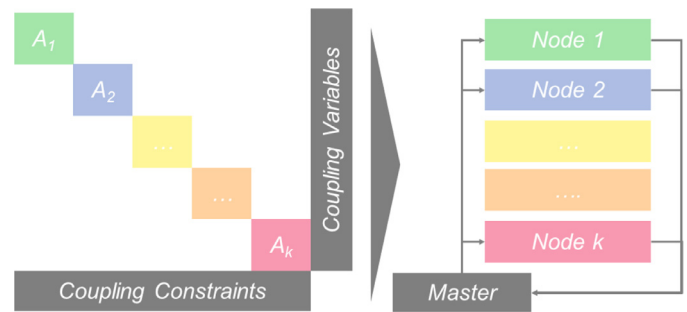 A1
A2
...
...
Ak
Coupling Constraints
Coupling Variables
Node 1
Node 2
...
....
Node k
Master